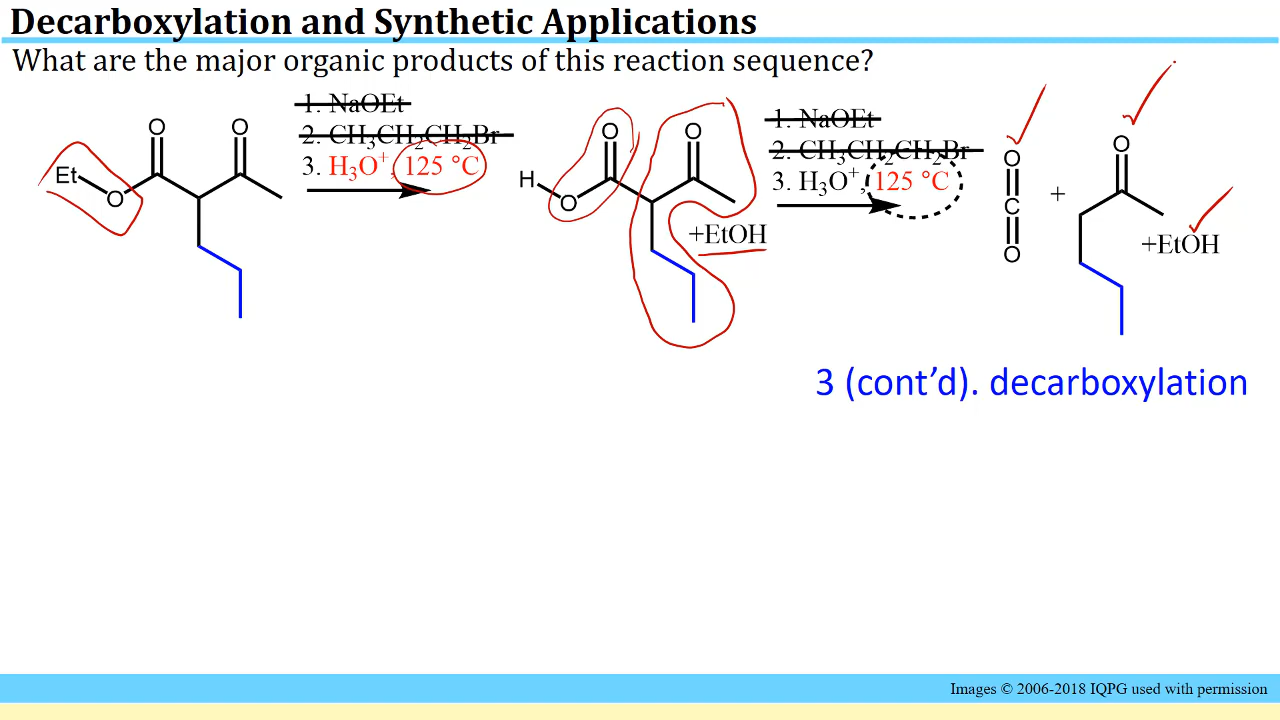 Decarboxylation and Synthetic Applications
What are the major organic products of this reaction sequence?
1. NaOEt
2. CH₃CH₂CH₂Br
3. H₃O⁺, 125 °C
Et
O
O
O
1. NaOEt
2. CH₃CH₂CH₂Br
3. H₃O⁺, 125 °C
H
O
O
O
+EtOH
O
C
O
+
O
+EtOH
3 (cont’d). decarboxylation
Images © 2006-2018 IQPG used with permission